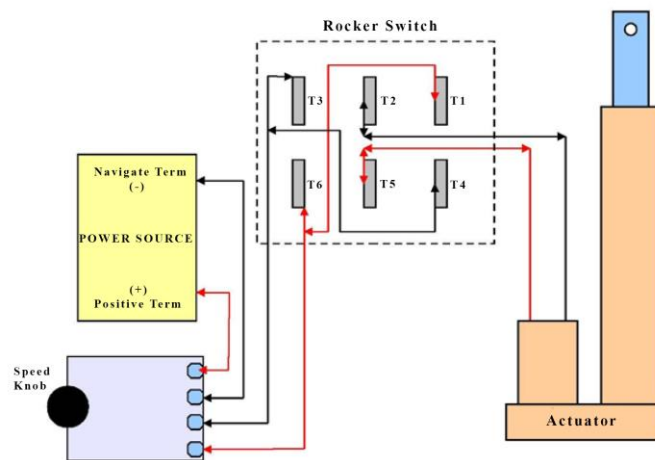 Rocker Switch
T3
T2
T1
T6
T5
T4
Navigate Term
(-)
POWER SOURCE
(+)
Positive Term
Speed
Knob
Actuator